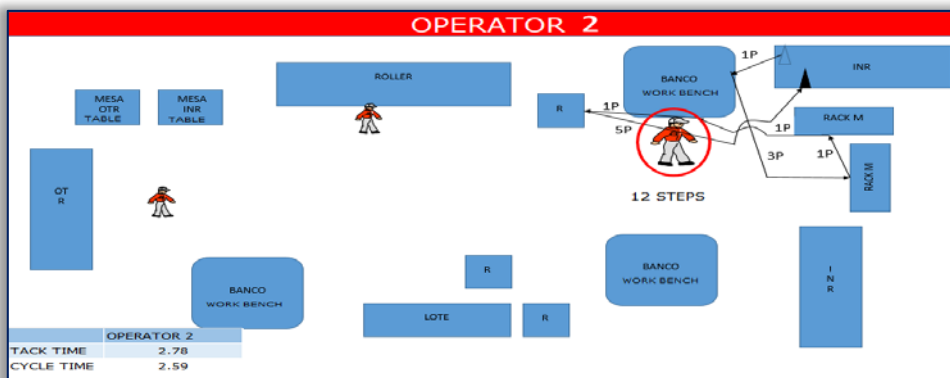 OPERATOR 2
1P
BANCO
WORK BENCH
INR
ROLLER
MESA
OTR
TABLE
MESA
INR
TABLE
R
1P
5P
1P
RACK M
3P
1P
RACK M
12 STEPS
OT
R
BANCO
WORK BENCH
R
BANCO
WORK BENCH
I
N
R
LOTE
R
OPERATOR 2
TACK TIME 2.78
CYCLE TIME 2.59